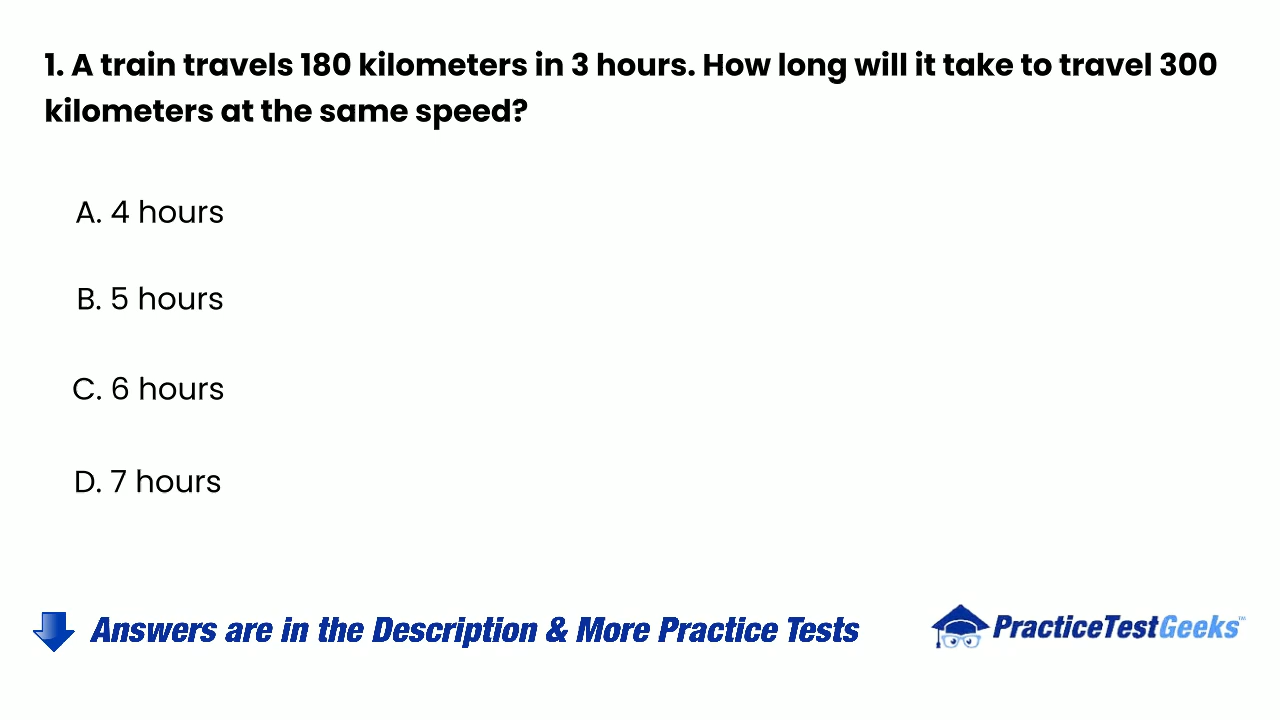 1. A train travels 180 kilometers in 3 hours. How long will it take to travel 300
kilometers at the same speed?
A. 4 hours
B. 5 hours
C. 6 hours
D. 7 hours
Answers are in the Description & More Practice Tests
PracticeTestGeeks™